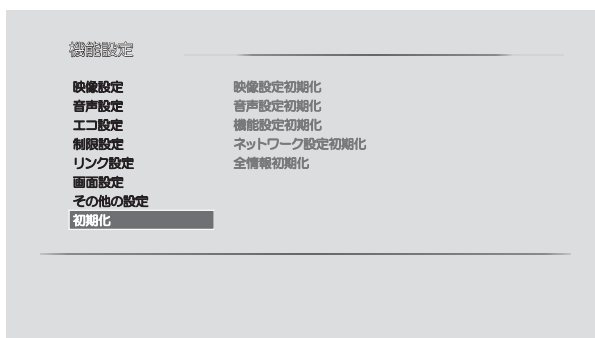 機能設定
映像設定
音声設定
エコ設定
制限設定
リンク設定
画面設定
その他の設定
初期化
映像設定初期化
音声設定初期化
機能設定初期化
ネットワーク設定初期化
全情報初期化